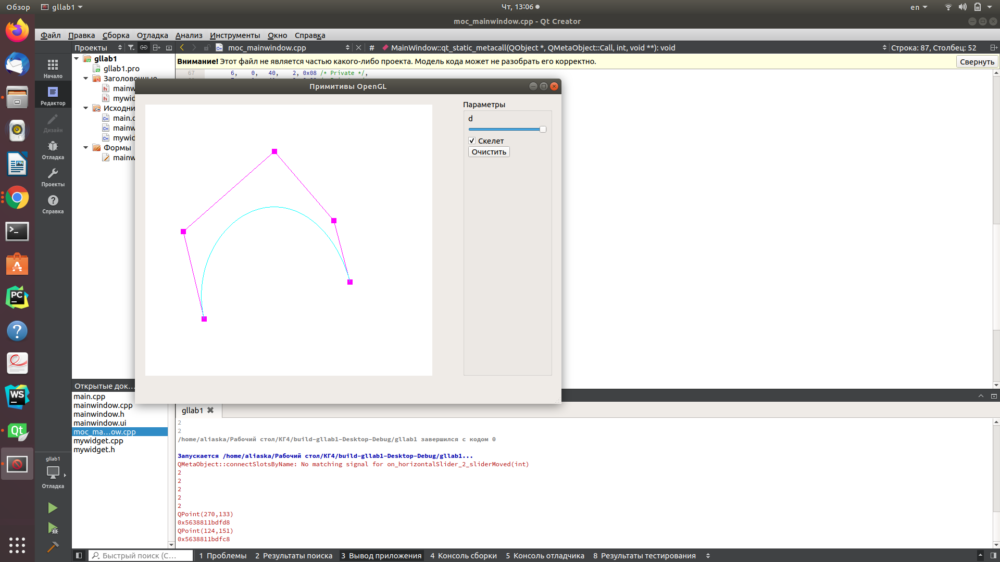 Обзор
gllab1
Чт, 13:06
en
moc_mainwindow.cpp - Qt Creator
Файл Правка Сборка Отладка Анализ Инструменты Окно Справка
Проекты
moc_mainwindow.cpp
#
MainWindow::qt_static_metacall(QObject *, QMetaObject::Call, int, void **): void
Строка: 87, Столбец: 52
Внимание! Этот файл не является частью какого-либо проекта. Модель кода может не разобрать его корректно.
Свернуть
67 6, 0, 40, 2, 0x08 /* Private */,
Начало
Редактор
Дизайн
Отладка
Проекты
Справка
gllab1
gllab1.pro
Заголовочные
mainw
mywid
Исходни
main.c
mainw
mywid
Формы
mainw
Примитивы OpenGL
Параметры
d
Скелет
Очистить
Открытые док...
main.cpp
mainwindow.cpp
mainwindow.h
mainwindow.ui
moc_ma...ow.cpp
mywidget.cpp
mywidget.h
gllab1
Отладка
gllab1
2
2
/home/aliaska/Рабочий стол/КГ4/build-gllab1-Desktop-Debug/gllab1 завершился с кодом 0
Запускается /home/aliaska/Рабочий стол/КГ4/build-gllab1-Desktop-Debug/gllab1...
QMetaObject::connectSlotsByName: No matching signal for on_horizontalSlider_2_sliderMoved(int)
2
2
2
2
2
QPoint(270,133)
0x5638811bdfd8
QPoint(124,151)
0x5638811bdfc8
Быстрый поиск (C...
1 Проблемы
2 Результаты поиска
3 Вывод приложения
4 Консоль сборки
5 Консоль отладчика
8 Результаты тестирования